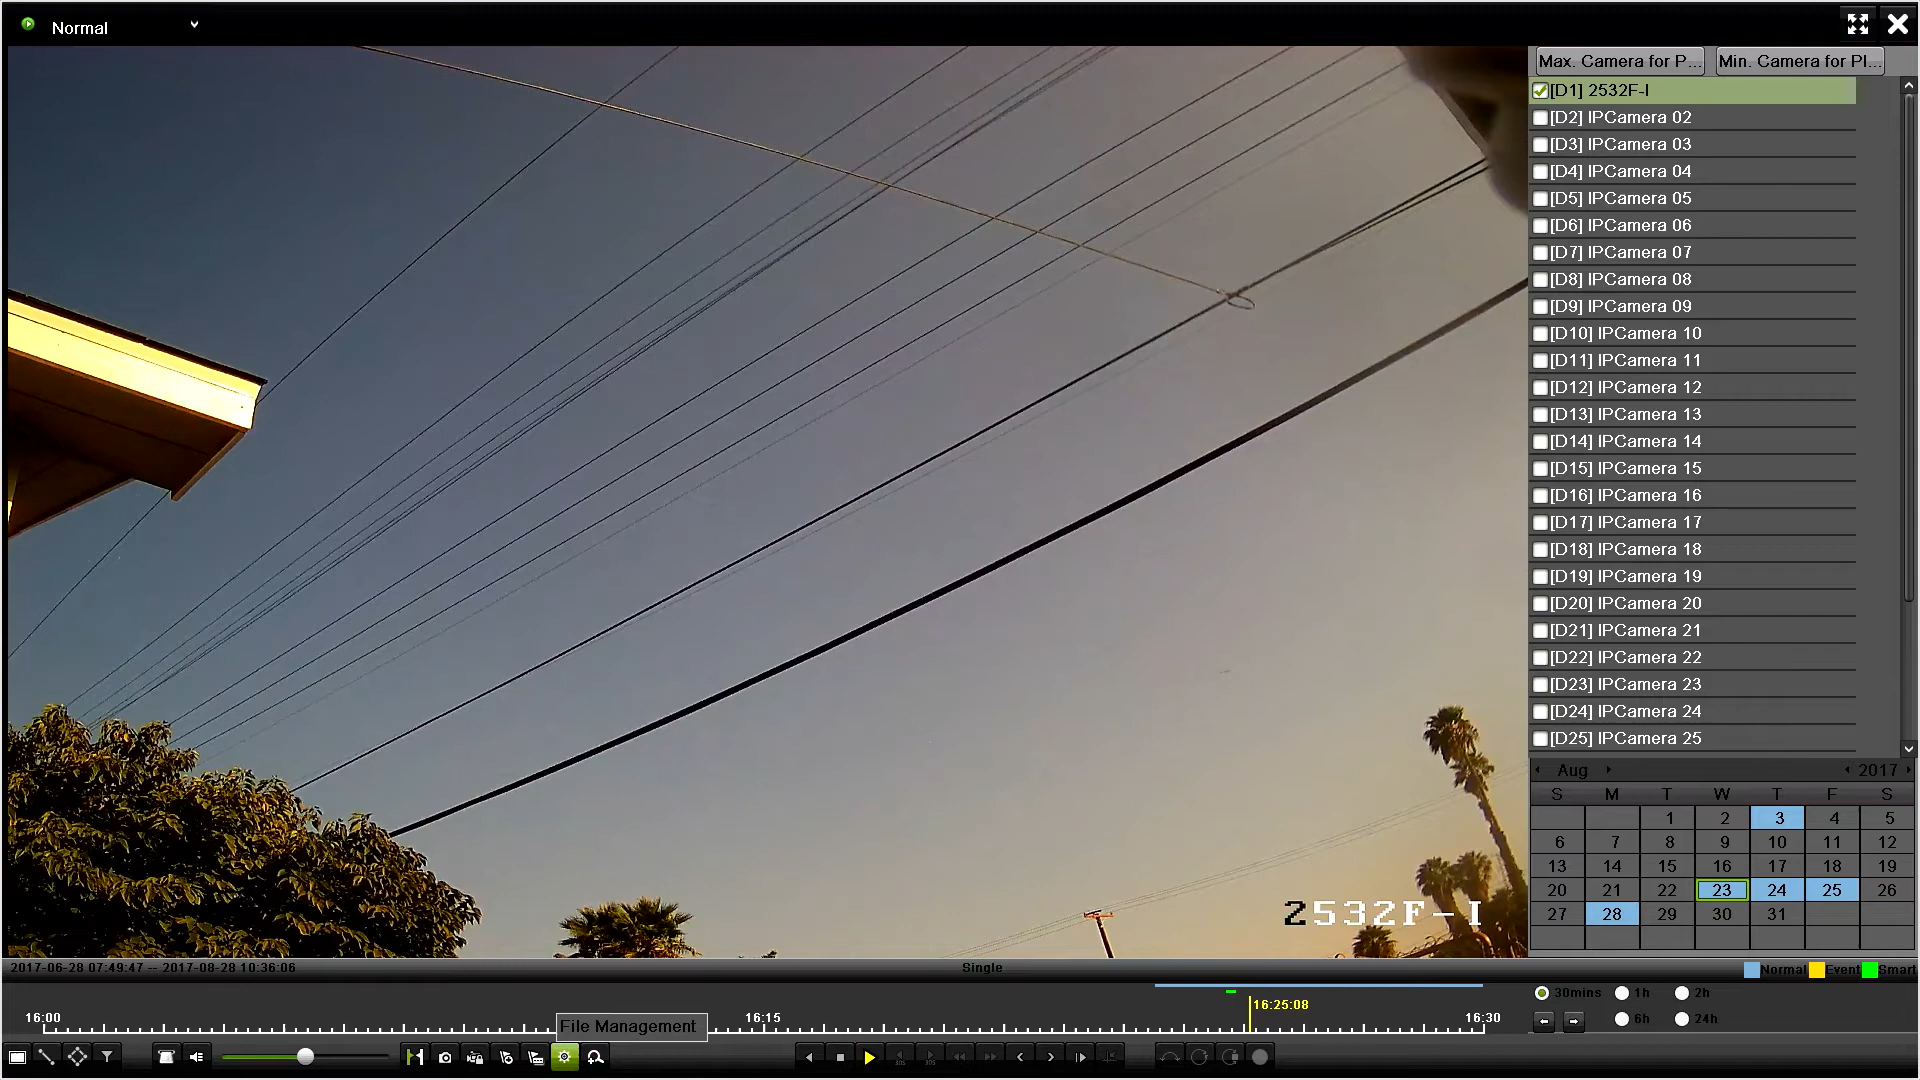 Normal
Max. Camera for P...
Min. Camera for Pl...
[D1] 2532F-I
[D2] IPCamera 02
[D3] IPCamera 03
[D4] IPCamera 04
[D5] IPCamera 05
[D6] IPCamera 06
[D7] IPCamera 07
[D8] IPCamera 08
[D9] IPCamera 09
[D10] IPCamera 10
[D11] IPCamera 11
[D12] IPCamera 12
[D13] IPCamera 13
[D14] IPCamera 14
[D15] IPCamera 15
[D16] IPCamera 16
[D17] IPCamera 17
[D18] IPCamera 18
[D19] IPCamera 19
[D20] IPCamera 20
[D21] IPCamera 21
[D22] IPCamera 22
[D23] IPCamera 23
[D24] IPCamera 24
[D25] IPCamera 25
Aug 2017
S M T W T F S
1 2 3 4 5
6 7 8 9 10 11 12
13 14 15 16 17 18 19
20 21 22 23 24 25 26
27 28 29 30 31
2532F-I
2017-06-28 07:49:47 -- 2017-08-28 10:36:06
Single
Normal Event Smart
16:25:08
16:00 16:15 16:30
30mins 1h 2h
6h 24h
File Management
30S 30S